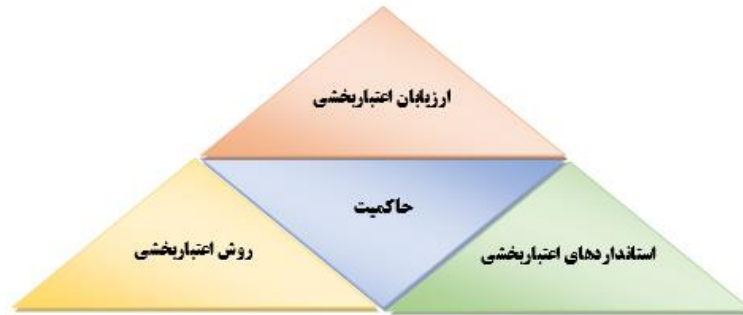 ارزیابان اعتباربخشی
حاکمیت
استانداردهای اعتباربخشی
روش اعتباربخشی